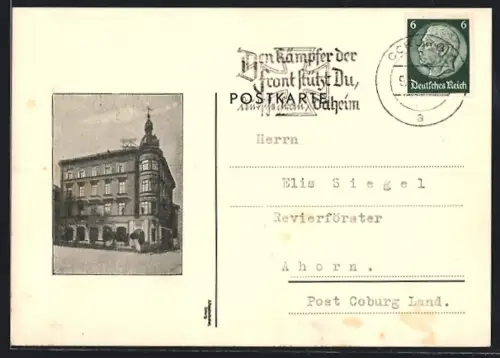 Den Kämpfer der
Front stützt Du,
Daheim
POSTKARTE
6 6
Deutsches Reich
a
Herrn
Elis Siegel
Revierförster
Ahorn.
Post Coburg Land.